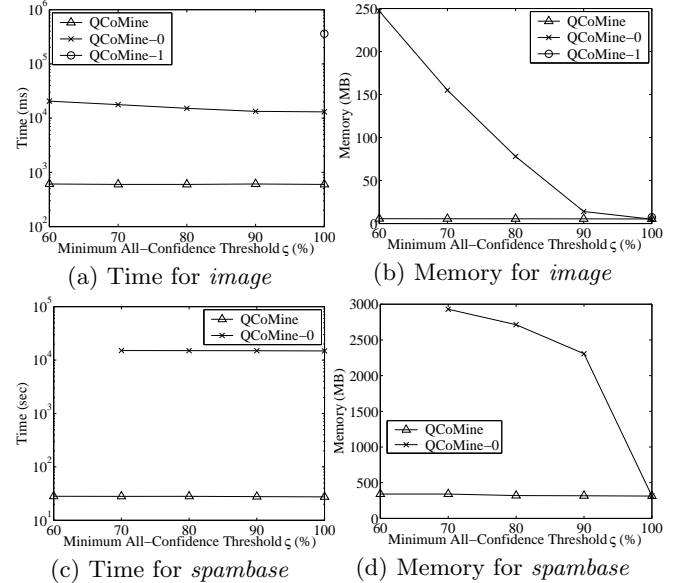 10^6
10^5
10^4
10^3
10^2
Time (ms)
QCoMine
QCoMine−0
QCoMine−1
60 70 80 90 100
Minimum All−Confidence Threshold ς (%)
(a) Time for image
250
200
150
100
50
0
Memory (MB)
QCoMine
QCoMine−0
QCoMine−1
60 70 80 90 100
Minimum All−Confidence Threshold ς (%)
(b) Memory for image
10^5
10^4
10^3
10^2
10^1
Time (sec)
QCoMine
QCoMine−0
60 70 80 90 100
Minimum All−Confidence Threshold ς (%)
(c) Time for spambase
3000
2500
2000
1500
1000
500
0
Memory (MB)
QCoMine
QCoMine−0
60 70 80 90 100
Minimum All−Confidence Threshold ς (%)
(d) Memory for spambase